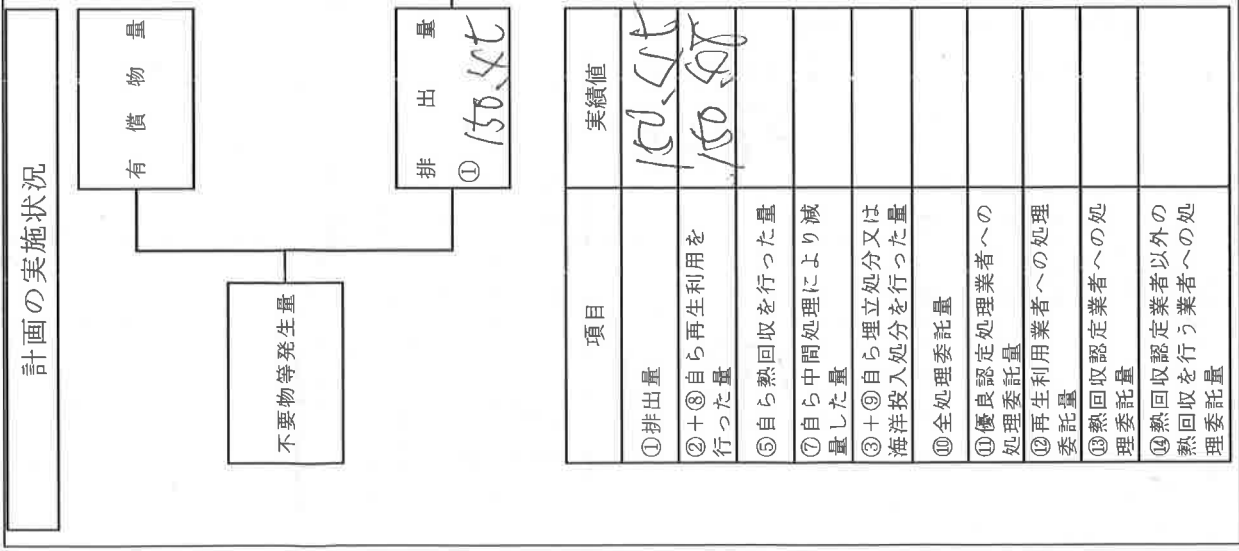 計画の実施状況
有償物量
不要物等発生量
排出量
① 150.4t
項目
実績値
①排出量
150.4t
②+⑧自ら再生利用を
行った量
150.4t
⑤自ら熱回収を行った量
⑦自ら中間処理により減
量した量
③+⑨自ら埋立処分又は
海洋投入処分を行った量
⑩全処理委託量
⑪優良認定処理業者への
処理委託量
⑫再生利用業者への処理
委託量
⑬熱回収認定業者への処
理委託量
⑭熱回収認定業者以外の
熱回収を行う業者への処
理委託量